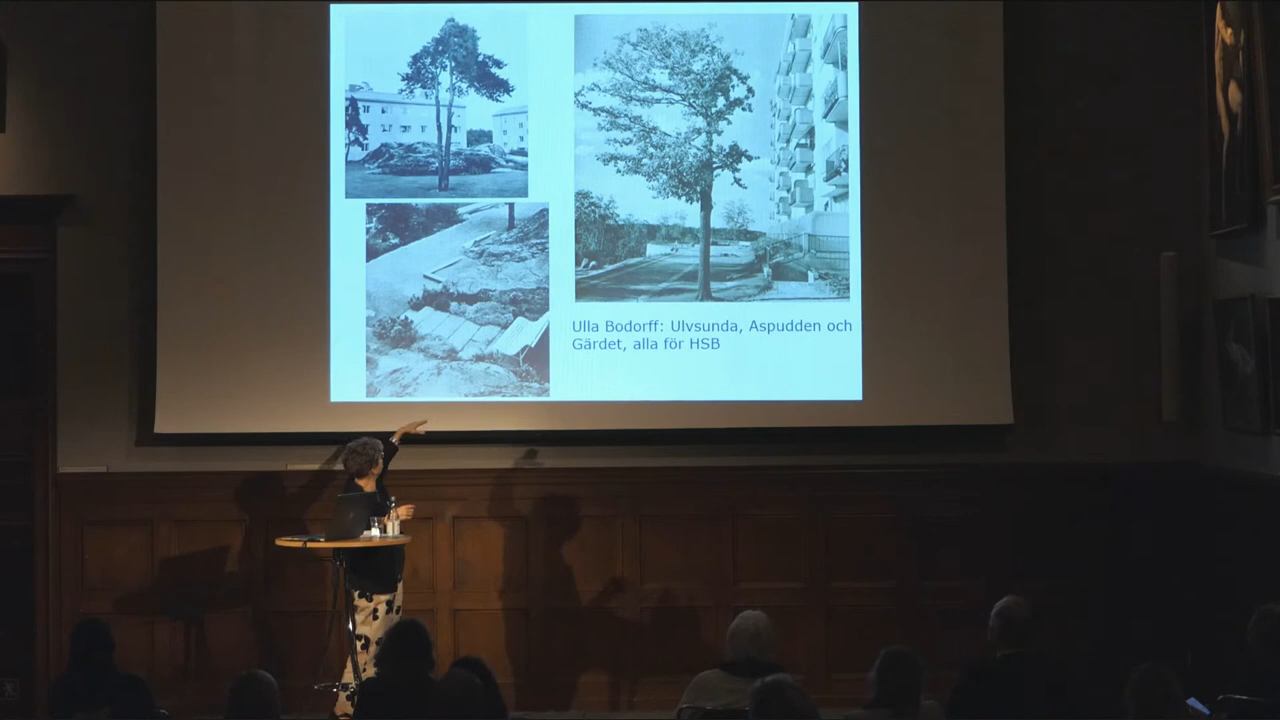 Ulla Bodorff: Ulvsunda, Aspudden och
Gärdet, alla för HSB